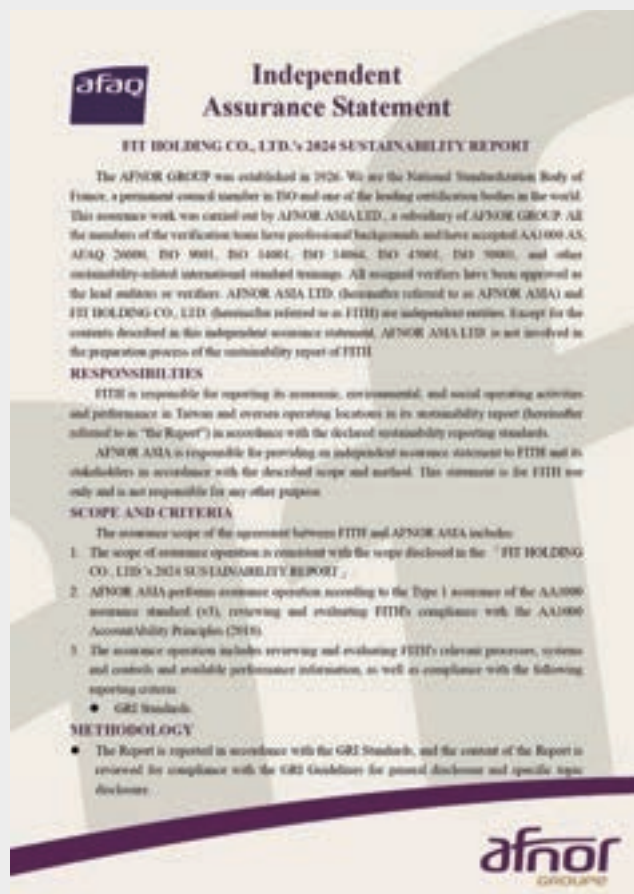 afaq
Independent
Assurance Statement
FIT HOLDING CO., LTD.'s 2024 SUSTAINABILITY REPORT
The AFNOR GROUP was established in 1926. We are the National Standardization Body of
France, a permanent council member in ISO and one of the leading certification bodies in the world.
This assurance work was carried out by AFNOR ASIA LTD., a subsidiary of AFNOR GROUP. All
the members of the verification team have professional backgrounds and have accepted AA1000 AS,
AFAQ 26000, ISO 9001, ISO 14001, ISO 14064, ISO 45001, ISO 50001, and other
sustainability-related international standard trainings. All assigned verifiers have been approved as
the lead auditors or verifiers. AFNOR ASIA LTD. (hereinafter referred to as AFNOR ASIA) and
FIT HOLDING CO., LTD. (hereinafter referred to as FITH) are independent entities. Except for the
contents described in this independent assurance statement, AFNOR ASIA LTD. is not involved in
the preparation process of the sustainability report of FITH.
RESPONSIBILTIES
FITH is responsible for reporting its economic, environmental, and social operating activities
and performance in Taiwan and oversea operating locations in its sustainability report (hereinafter
referred to as "the Report") in accordance with the declared sustainability reporting standards.
AFNOR ASIA is responsible for providing an independent assurance statement to FITH and its
stakeholders in accordance with the described scope and method. This statement is for FITH use
only and is not responsible for any other purpose.
SCOPE AND CRITERIA
The assurance scope of the agreement between FITH and AFNOR ASIA includes:
1. The scope of assurance operation is consistent with the scope disclosed in the 「FIT HOLDING
CO., LTD.'s 2024 SUSTAINABILITY REPORT」.
2. AFNOR ASIA performs assurance operation according to the Type 1 assurance of the AA1000
assurance standard (v3), reviewing and evaluating FITH's compliance with the AA1000
AccountAbility Principles (2018).
3. The assurance operation includes reviewing and evaluating FITH's relevant processes, systems
and controls and available performance information, as well as compliance with the following
reporting criteria:
● GRI Standards
METHODOLOGY
● The Report is reported in accordance with the GRI Standards, and the content of the Report is
reviewed for compliance with the GRI Guidelines for general disclosure and specific topic
disclosure.
afnor
GROUPE